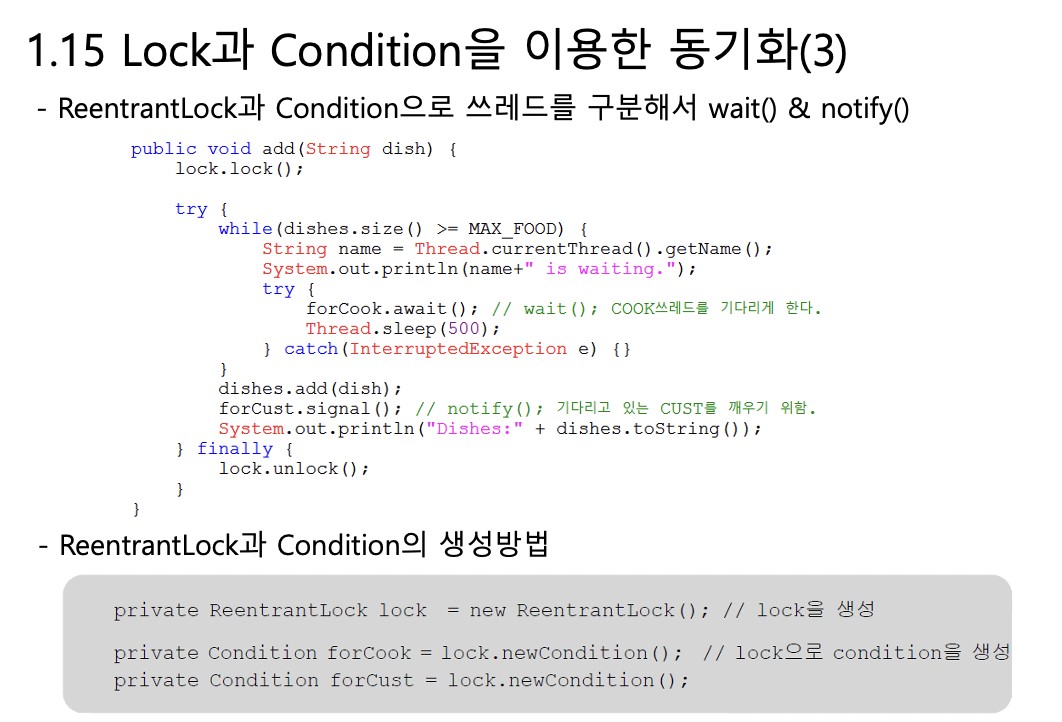 1.15 Lock과 Condition을 이용한 동기화(3)
- ReentrantLock과 Condition으로 쓰레드를 구분해서 wait() & notify()
public void add(String dish) {
    lock.lock();

    try {
        while(dishes.size() >= MAX_FOOD) {
            String name = Thread.currentThread().getName();
            System.out.println(name+" is waiting.");
            try {
                forCook.await(); // wait(); COOK쓰레드를 기다리게 한다.
                Thread.sleep(500);
            } catch(InterruptedException e) {}
        }
        dishes.add(dish);
        forCust.signal(); // notify(); 기다리고 있는 CUST를 깨우기 위함.
        System.out.println("Dishes:" + dishes.toString());
    } finally {
        lock.unlock();
    }
}
- ReentrantLock과 Condition의 생성방법
private ReentrantLock lock = new ReentrantLock(); // lock을 생성
private Condition forCook = lock.newCondition(); // lock으로 condition을 생성
private Condition forCust = lock.newCondition();